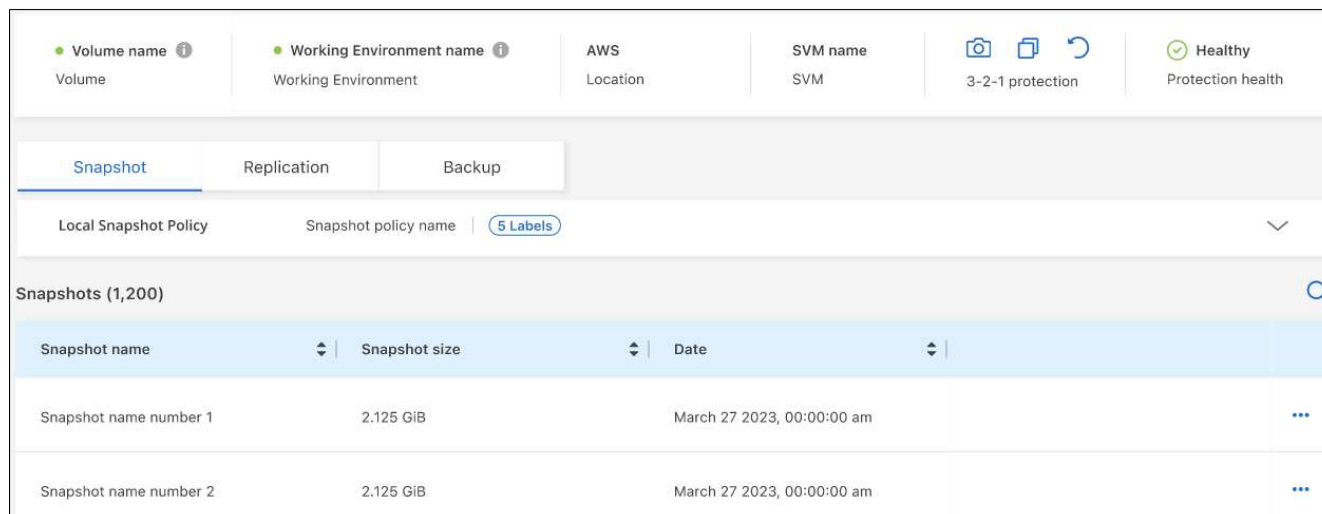 Volume name Working Environment name AWS SVM name Healthy
Volume Working Environment Location SVM 3-2-1 protection Protection health
Snapshot Replication Backup
Local Snapshot Policy Snapshot policy name 5 Labels
Snapshots (1,200)
Snapshot name Snapshot size Date
Snapshot name number 1 2.125 GiB March 27 2023, 00:00:00 am
Snapshot name number 2 2.125 GiB March 27 2023, 00:00:00 am